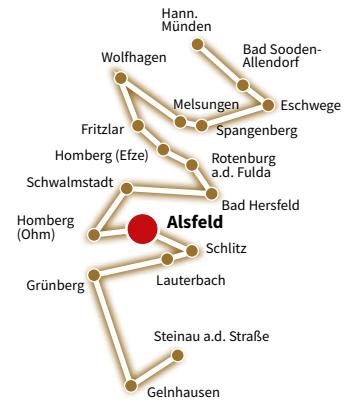 Hann.
Münden
Bad Sooden-
Allendorf
Wolfhagen
Melsungen
Eschwege
Fritzlar
Spangenberg
Homberg (Efze)
Rotenburg
a.d. Fulda
Schwalmstadt
Bad Hersfeld
Homberg
(Ohm)
Alsfeld
Schlitz
Lauterbach
Grünberg
Steinau a.d. Straße
Gelnhausen